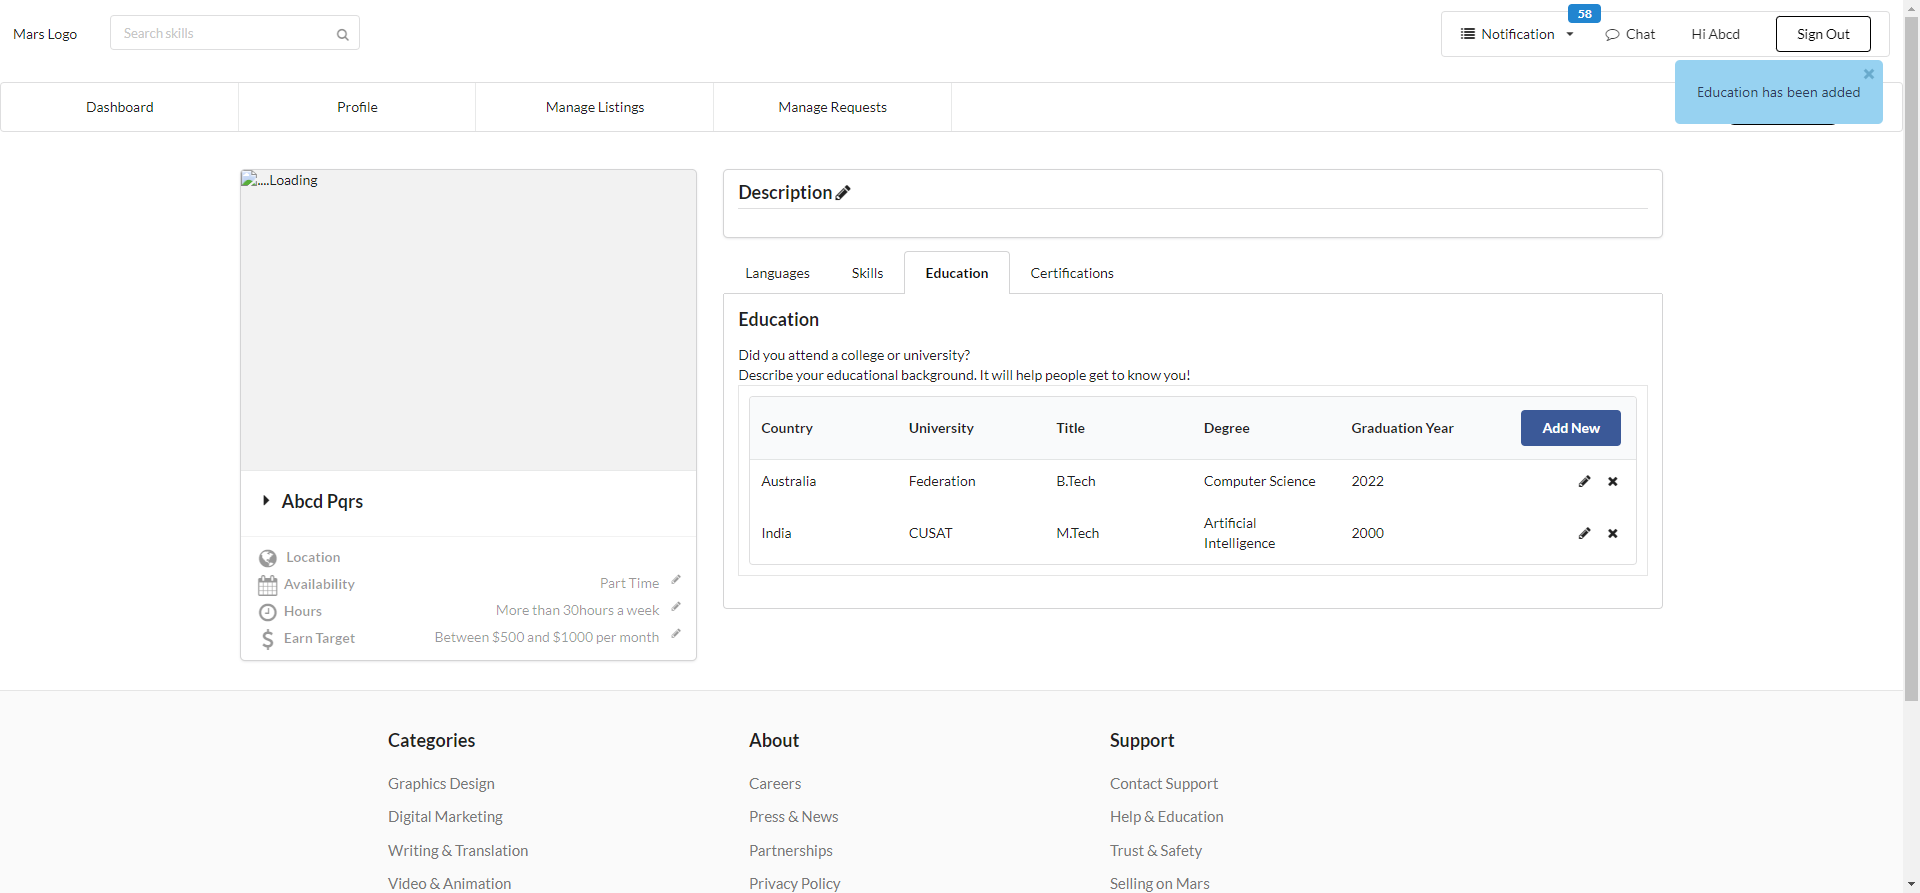 Mars Logo
Search skills
58
Notification
Chat
Hi Abcd
Sign Out
Education has been added
Dashboard
Profile
Manage Listings
Manage Requests
....Loading
Abcd Pqrs
Location
Availability Part Time
Hours More than 30hours a week
Earn Target Between $500 and $1000 per month
Description
Languages Skills Education Certifications
Education
Did you attend a college or university?
Describe your educational background. It will help people get to know you!
Country University Title Degree Graduation Year Add New
Australia Federation B.Tech Computer Science 2022
India CUSAT M.Tech Artificial Intelligence 2000
Categories
Graphics Design
Digital Marketing
Writing & Translation
Video & Animation
About
Careers
Press & News
Partnerships
Privacy Policy
Support
Contact Support
Help & Education
Trust & Safety
Selling on Mars